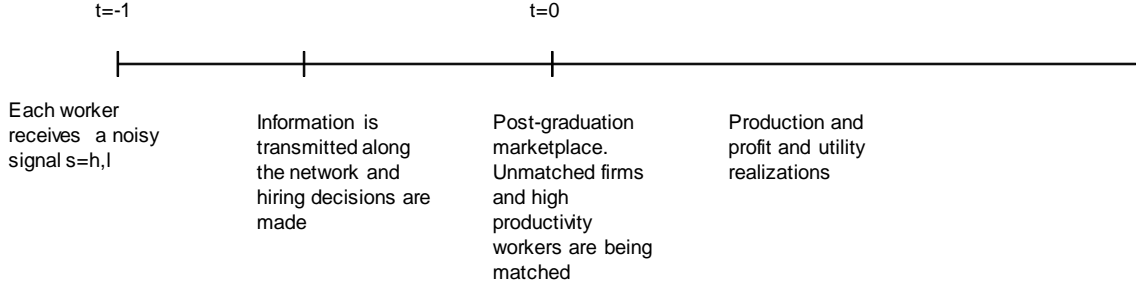 t=-1
t=0
Each worker
receives a noisy
signal s=h,l
Information is
transmitted along
the network and
hiring decisions are
made
Post-graduation
marketplace.
Unmatched firms
and high
productivity
workers are being
matched
Production and
profit and utility
realizations